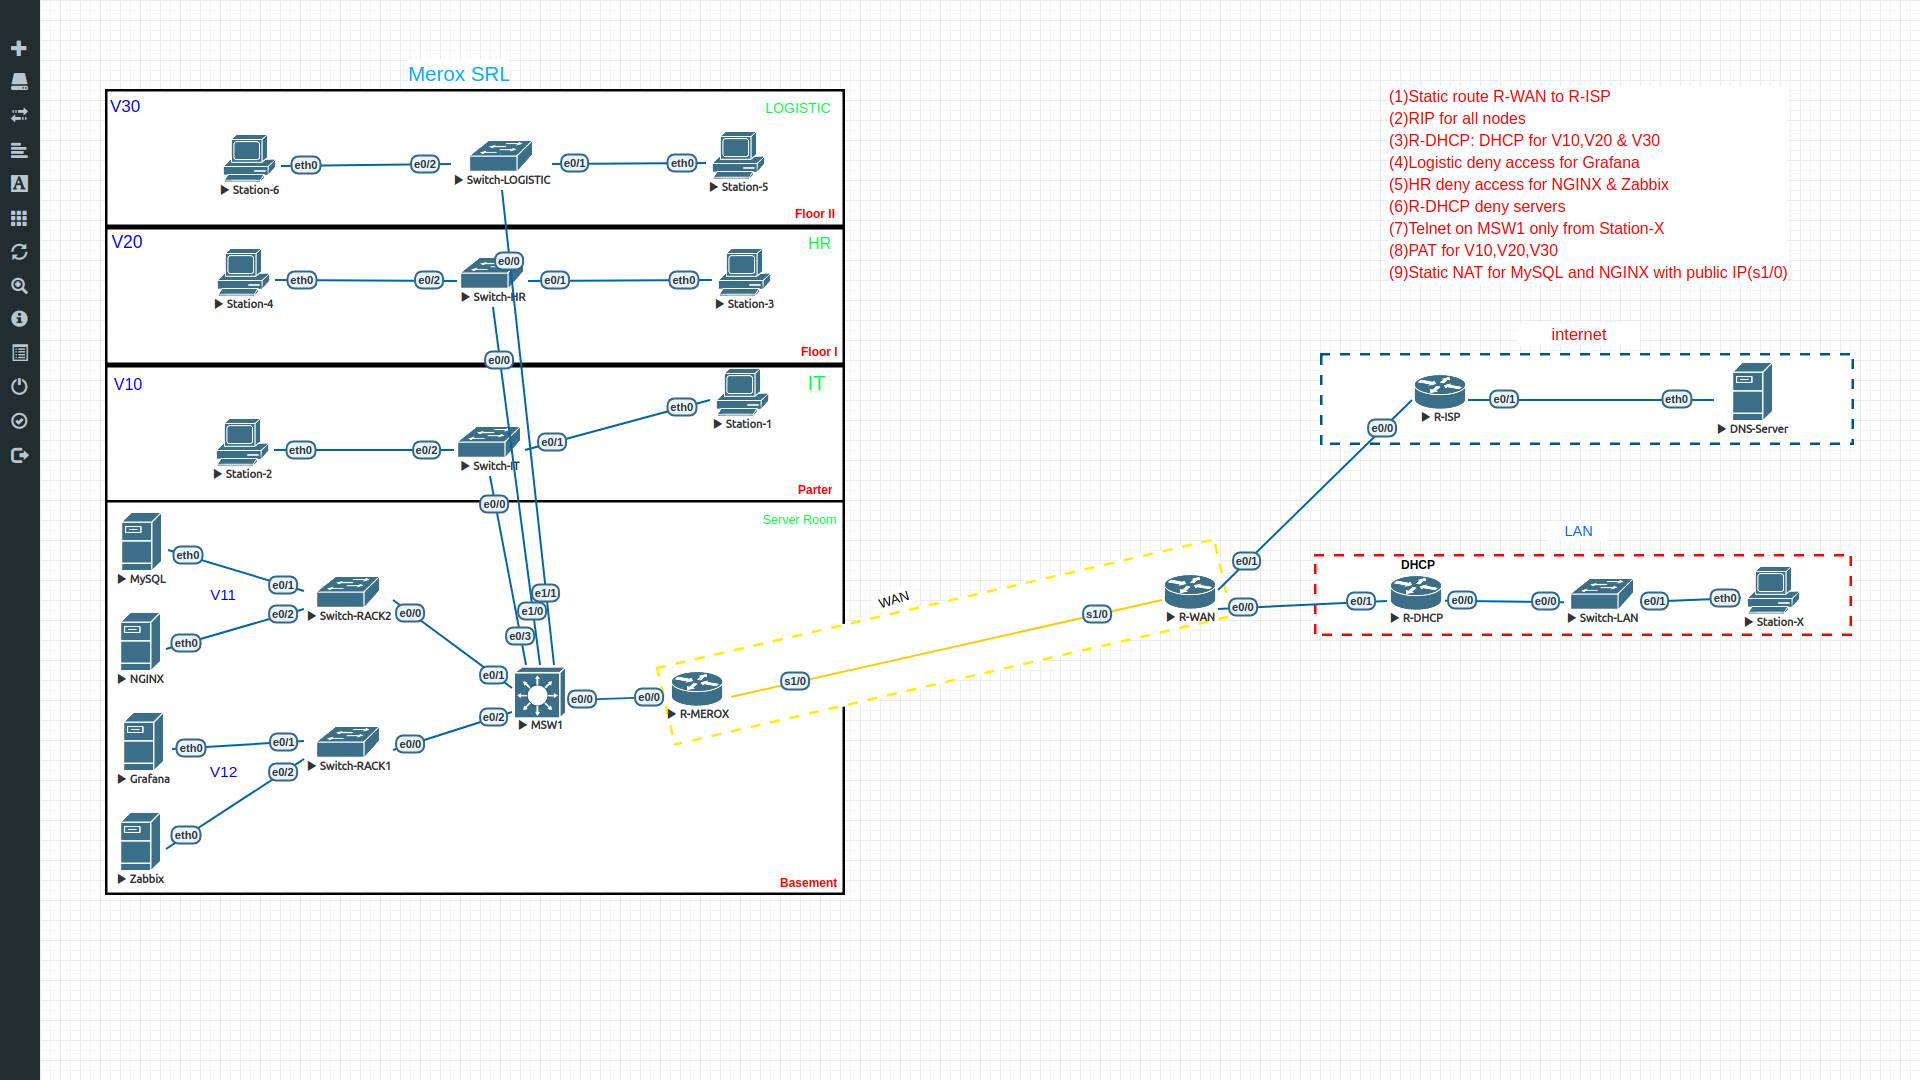 Merox SRL
V30
LOGISTIC
eth0
e0/2
e0/1
eth0
Station-6
Switch-LOGISTIC
Station-5
Floor II
V20
HR
e0/0
eth0
e0/2
e0/1
eth0
Station-4
Switch-HR
Station-3
Floor I
e0/0
V10
IT
eth0
Station-1
eth0
e0/2
e0/1
Station-2
Switch-IT
Parter
e0/0
Server Room
eth0
MySQL
e0/1
V11
e0/2
Switch-RACK2
e0/0
eth0
NGINX
e1/1
e1/0
e0/3
e0/1
e0/2
MSW1
e0/0
e0/0
R-MEROX
s1/0
eth0
Grafana
e0/1
V12
e0/2
Switch-RACK1
e0/0
eth0
Zabbix
Basement
WAN
s1/0
R-WAN
e0/1
e0/0
(1)Static route R-WAN to R-ISP
(2)RIP for all nodes
(3)R-DHCP: DHCP for V10,V20 & V30
(4)Logistic deny access for Grafana
(5)HR deny access for NGINX & Zabbix
(6)R-DHCP deny servers
(7)Telnet on MSW1 only from Station-X
(8)PAT for V10,V20,V30
(9)Static NAT for MySQL and NGINX with public IP(s1/0)
internet
e0/0
R-ISP
e0/1
eth0
DNS-Server
LAN
DHCP
e0/1
R-DHCP
e0/0
e0/0
Switch-LAN
e0/1
eth0
Station-X